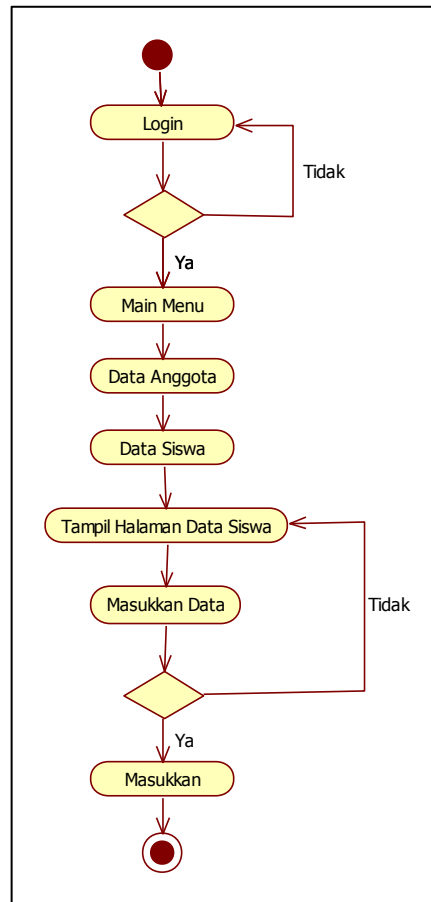 Login
Tidak
Ya
Main Menu
Data Anggota
Data Siswa
Tampil Halaman Data Siswa
Masukkan Data
Tidak
Ya
Masukkan